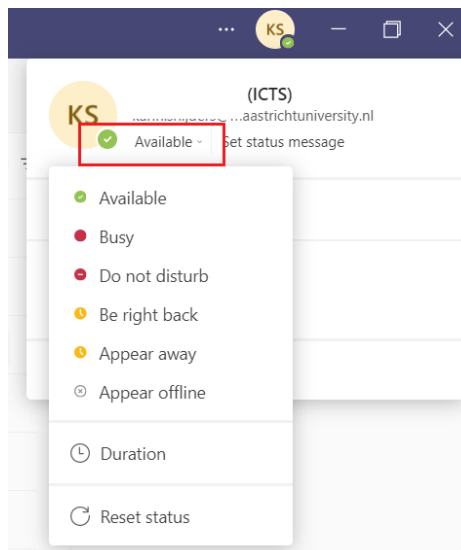 KS
KS
(ICTS)
aastrichtuniversity.nl
Available
et status message
Available
Busy
Do not disturb
Be right back
Appear away
Appear offline
Duration
Reset status